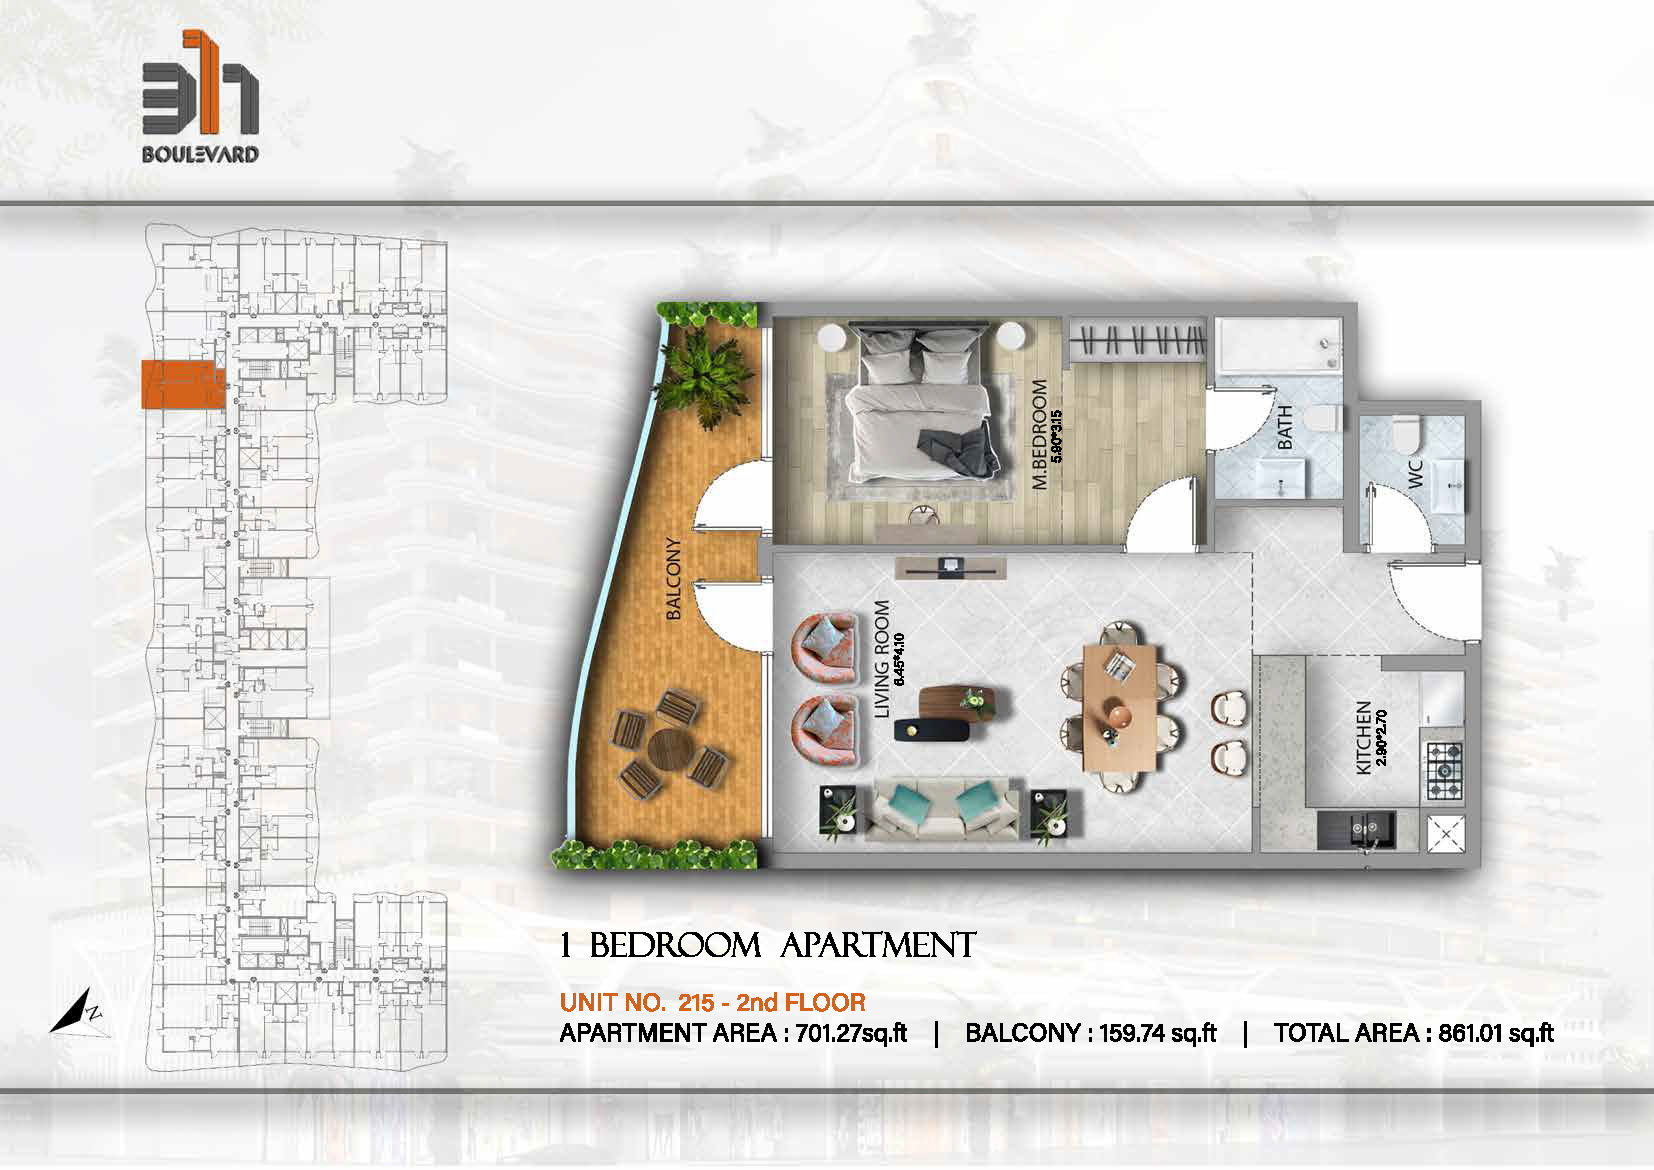 311
BOULEVARD
M.BEDROOM
5.90*3.15
BATH
WC
BALCONY
LIVING ROOM
6.45*4.10
KITCHEN
2.90*2.70
N
1 BEDROOM APARTMENT
UNIT NO. 215 - 2nd FLOOR
APARTMENT AREA : 701.27sq.ft | BALCONY : 159.74 sq.ft | TOTAL AREA : 861.01 sq.ft